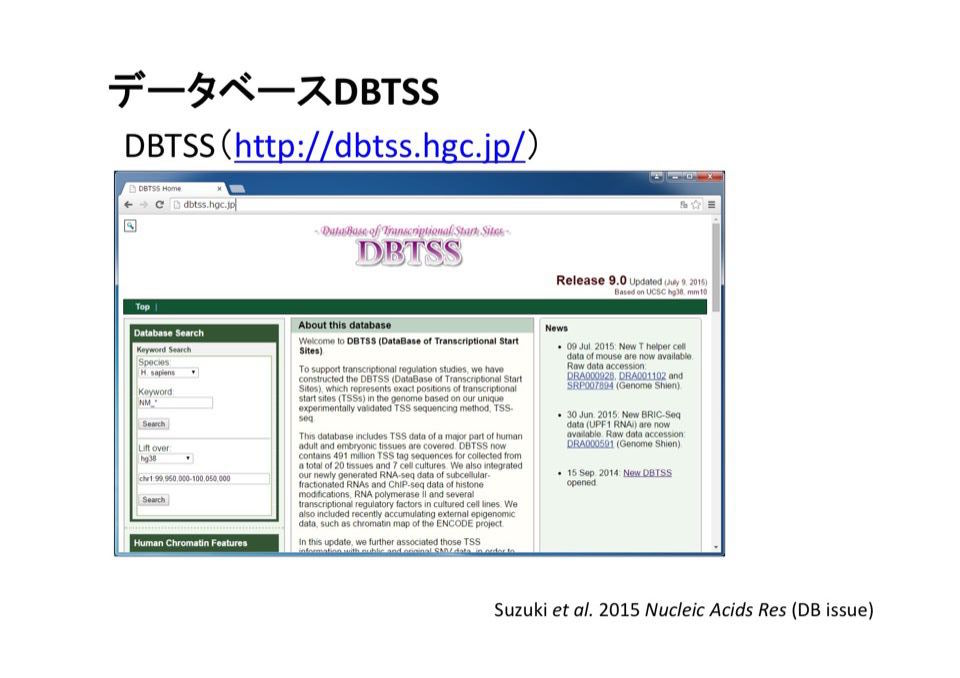 データベースDBTSS
DBTSS（http://dbtss.hgc.jp/）
DBTSS Home
dbtss.hgc.jp
- DataBase of Transcriptional Start Sites -
DBTSS
Release 9.0 Updated (July 9, 2015)
Based on UCSC hg38, mm10
Top |
Database Search
Keyword Search
Species:
H. sapiens
Keyword:
NM_*
Search
Lift over:
hg38
chr1:99,950,000-100,050,000
Search
Human Chromatin Features
About this database
Welcome to DBTSS (DataBase of Transcriptional Start
Sites).
To support transcriptional regulation studies, we have
constructed the DBTSS (DataBase of Transcriptional Start
Sites), which represents exact positions of transcriptional
start sites (TSSs) in the genome based on our unique
experimentally validated TSS sequencing method, TSS-
seq.
This database includes TSS data of a major part of human
adult and embryonic tissues are covered. DBTSS now
contains 491 million TSS tag sequences for collected from
a total of 20 tissues and 7 cell cultures. We also integrated
our newly generated RNA-seq data of subcellular-
fractionated RNAs and ChIP-seq data of histone
modifications, RNA polymerase II and several
transcriptional regulatory factors in cultured cell lines. We
also included recently accumulating external epigenomic
data, such as chromatin map of the ENCODE project.
In this update, we further associated those TSS
information with public and original SNV data, in order to
News
• 09 Jul. 2015: New T helper cell
data of mouse are now available.
Raw data accession:
DRA000928, DRA001102 and
SRP007894 (Genome Shien).
• 30 Jun. 2015: New BRIC-Seq
data (UPF1 RNAi) are now
available. Raw data accession:
DRA000591 (Genome Shien).
• 15 Sep. 2014: New DBTSS
opened.
Suzuki et al. 2015 Nucleic Acids Res (DB issue)